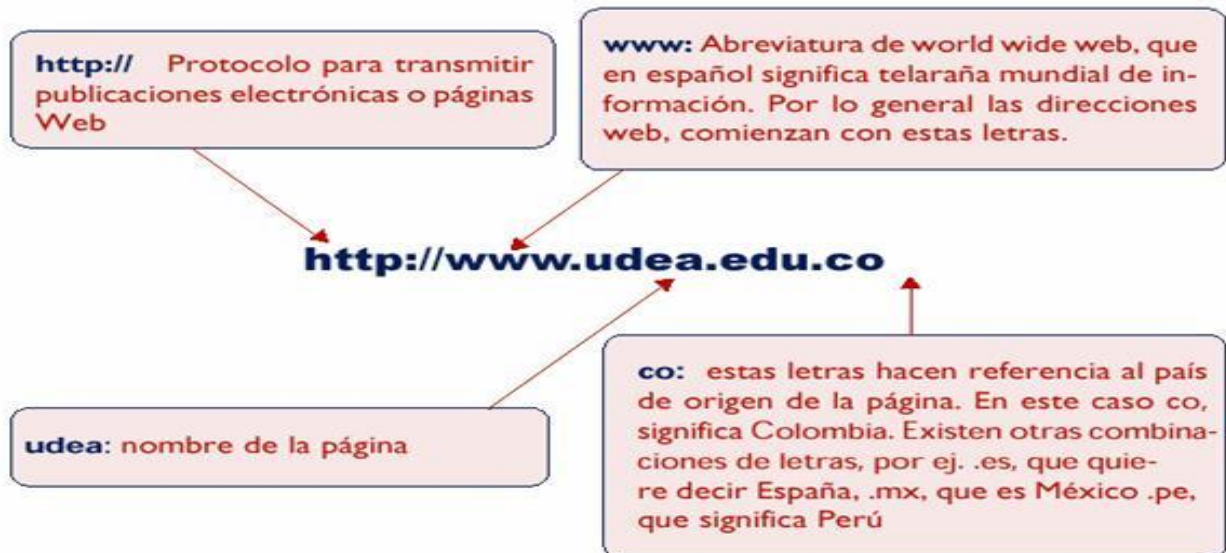 http:// Protocolo para transmitir
publicaciones electrónicas o páginas
Web
www: Abreviatura de world wide web, que
en español significa telaraña mundial de in-
formación. Por lo general las direcciones
web, comienzan con estas letras.
http://www.udea.edu.co
udea: nombre de la página
co: estas letras hacen referencia al país
de origen de la página. En este caso co,
significa Colombia. Existen otras combina-
ciones de letras, por ej. .es, que quie-
re decir España, .mx, que es México .pe,
que significa Perú